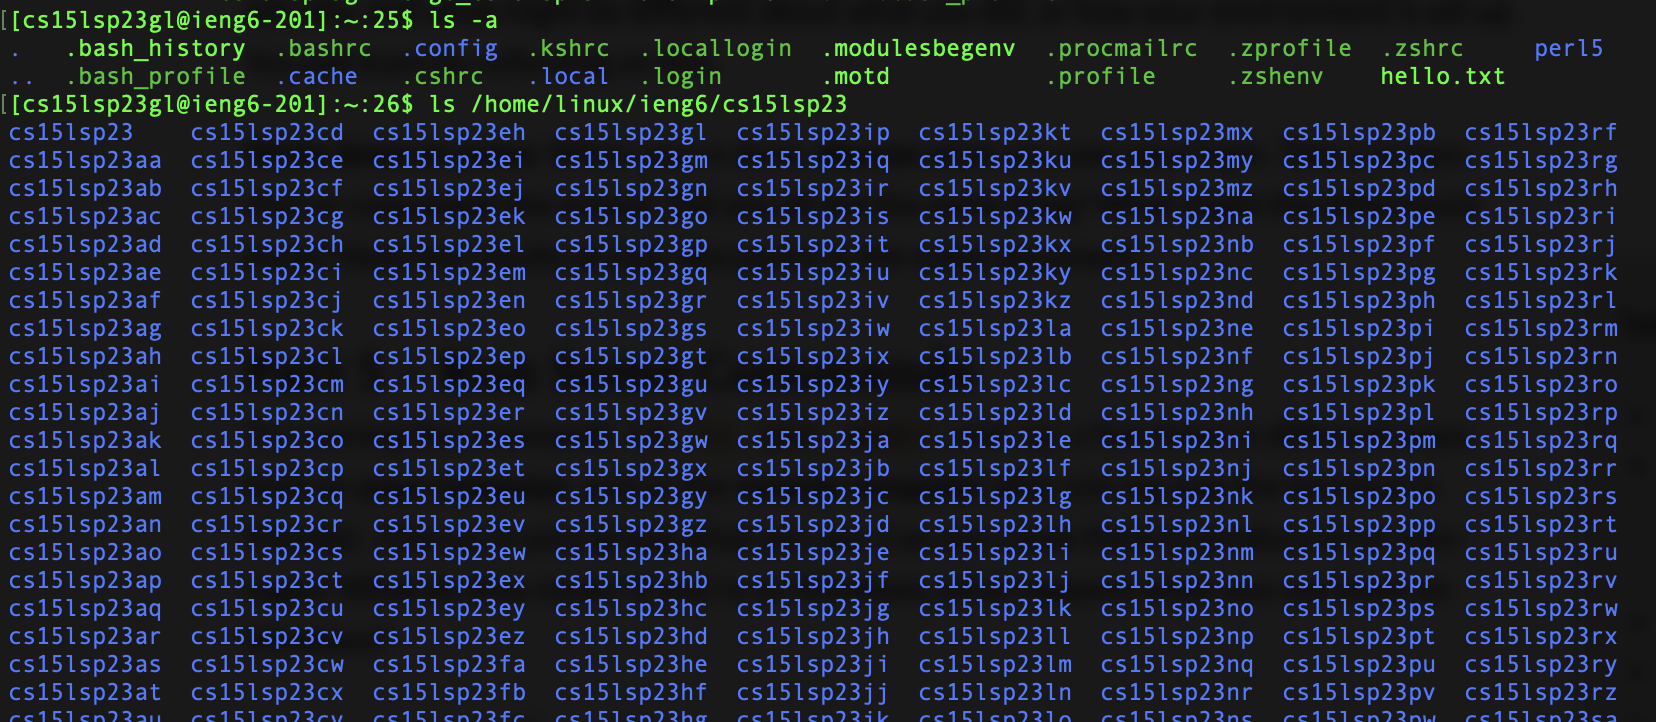 [[cs15lsp23gl@ieng6-201]:~:25$ ls -a
.   .bash_history   .bashrc  .config   .kshrc  .locallogin   .modulesbegenv   .procmailrc   .zprofile   .zshrc       perl5
..  .bash_profile   .cache   .cshrc    .local  .login        .motd            .profile      .zshenv     hello.txt
[[cs15lsp23gl@ieng6-201]:~:26$ ls /home/linux/ieng6/cs15lsp23
cs15lsp23    cs15lsp23cd  cs15lsp23eh  cs15lsp23gl  cs15lsp23ip  cs15lsp23kt  cs15lsp23mx  cs15lsp23pb  cs15lsp23rf
cs15lsp23aa  cs15lsp23ce  cs15lsp23ei  cs15lsp23gm  cs15lsp23iq  cs15lsp23ku  cs15lsp23my  cs15lsp23pc  cs15lsp23rg
cs15lsp23ab  cs15lsp23cf  cs15lsp23ej  cs15lsp23gn  cs15lsp23ir  cs15lsp23kv  cs15lsp23mz  cs15lsp23pd  cs15lsp23rh
cs15lsp23ac  cs15lsp23cg  cs15lsp23ek  cs15lsp23go  cs15lsp23is  cs15lsp23kw  cs15lsp23na  cs15lsp23pe  cs15lsp23ri
cs15lsp23ad  cs15lsp23ch  cs15lsp23el  cs15lsp23gp  cs15lsp23it  cs15lsp23kx  cs15lsp23nb  cs15lsp23pf  cs15lsp23rj
cs15lsp23ae  cs15lsp23ci  cs15lsp23em  cs15lsp23gq  cs15lsp23iu  cs15lsp23ky  cs15lsp23nc  cs15lsp23pg  cs15lsp23rk
cs15lsp23af  cs15lsp23cj  cs15lsp23en  cs15lsp23gr  cs15lsp23iv  cs15lsp23kz  cs15lsp23nd  cs15lsp23ph  cs15lsp23rl
cs15lsp23ag  cs15lsp23ck  cs15lsp23eo  cs15lsp23gs  cs15lsp23iw  cs15lsp23la  cs15lsp23ne  cs15lsp23pi  cs15lsp23rm
cs15lsp23ah  cs15lsp23cl  cs15lsp23ep  cs15lsp23gt  cs15lsp23ix  cs15lsp23lb  cs15lsp23nf  cs15lsp23pj  cs15lsp23rn
cs15lsp23ai  cs15lsp23cm  cs15lsp23eq  cs15lsp23gu  cs15lsp23iy  cs15lsp23lc  cs15lsp23ng  cs15lsp23pk  cs15lsp23ro
cs15lsp23aj  cs15lsp23cn  cs15lsp23er  cs15lsp23gv  cs15lsp23iz  cs15lsp23ld  cs15lsp23nh  cs15lsp23pl  cs15lsp23rp
cs15lsp23ak  cs15lsp23co  cs15lsp23es  cs15lsp23gw  cs15lsp23ja  cs15lsp23le  cs15lsp23ni  cs15lsp23pm  cs15lsp23rq
cs15lsp23al  cs15lsp23cp  cs15lsp23et  cs15lsp23gx  cs15lsp23jb  cs15lsp23lf  cs15lsp23nj  cs15lsp23pn  cs15lsp23rr
cs15lsp23am  cs15lsp23cq  cs15lsp23eu  cs15lsp23gy  cs15lsp23jc  cs15lsp23lg  cs15lsp23nk  cs15lsp23po  cs15lsp23rs
cs15lsp23an  cs15lsp23cr  cs15lsp23ev  cs15lsp23gz  cs15lsp23jd  cs15lsp23lh  cs15lsp23nl  cs15lsp23pp  cs15lsp23rt
cs15lsp23ao  cs15lsp23cs  cs15lsp23ew  cs15lsp23ha  cs15lsp23je  cs15lsp23li  cs15lsp23nm  cs15lsp23pq  cs15lsp23ru
cs15lsp23ap  cs15lsp23ct  cs15lsp23ex  cs15lsp23hb  cs15lsp23jf  cs15lsp23lj  cs15lsp23nn  cs15lsp23pr  cs15lsp23rv
cs15lsp23aq  cs15lsp23cu  cs15lsp23ey  cs15lsp23hc  cs15lsp23jg  cs15lsp23lk  cs15lsp23no  cs15lsp23ps  cs15lsp23rw
cs15lsp23ar  cs15lsp23cv  cs15lsp23ez  cs15lsp23hd  cs15lsp23jh  cs15lsp23ll  cs15lsp23np  cs15lsp23pt  cs15lsp23rx
cs15lsp23as  cs15lsp23cw  cs15lsp23fa  cs15lsp23he  cs15lsp23ji  cs15lsp23lm  cs15lsp23nq  cs15lsp23pu  cs15lsp23ry
cs15lsp23at  cs15lsp23cx  cs15lsp23fb  cs15lsp23hf  cs15lsp23jj  cs15lsp23ln  cs15lsp23nr  cs15lsp23pv  cs15lsp23rz
cs15lsp23au  cs15lsp23cy  cs15lsp23fc  cs15lsp23hg  cs15lsp23jk  cs15lsp23lo  cs15lsp23ns  cs15lsp23pw  cs15lsp23sa